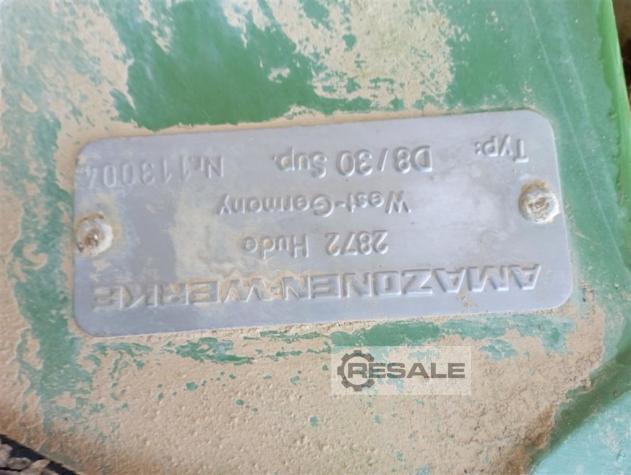 AMAZONEN-WERKE
2872 Hude
West-Germany
Typ: D8/30 Sup. Nr.113004
RESALE